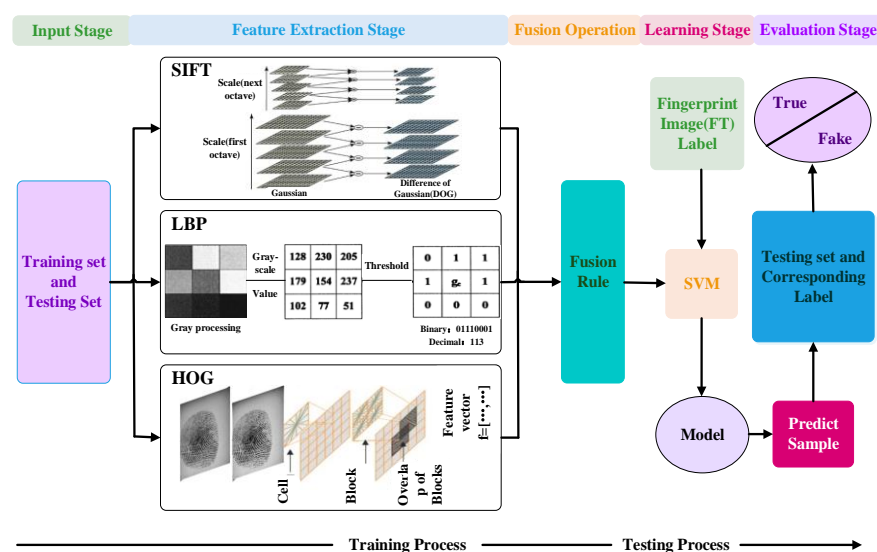 Input Stage
Feature Extraction Stage
Fusion Operation
Learning Stage
Evaluation Stage
Training set
and
Testing Set
SIFT
Scale(next
octave)
Scale(first
octave)
Gaussian
Difference of
Gaussian(DOG)
LBP
Gray processing
Gray-
scale
Value
128 230 205
179 154 237
102 77 51
Threshold
0 1 1
1 gc 1
0 0 0
Binary：01110001
Decimal：113
HOG
Cell
Block
Overla
p of
Blocks
Feature
vector
f=[…,…]
Fusion
Rule
Fingerprint
Image(FT)
Label
SVM
Model
True
Fake
Testing set and
Corresponding
Label
Predict
Sample
Training Process
Testing Process